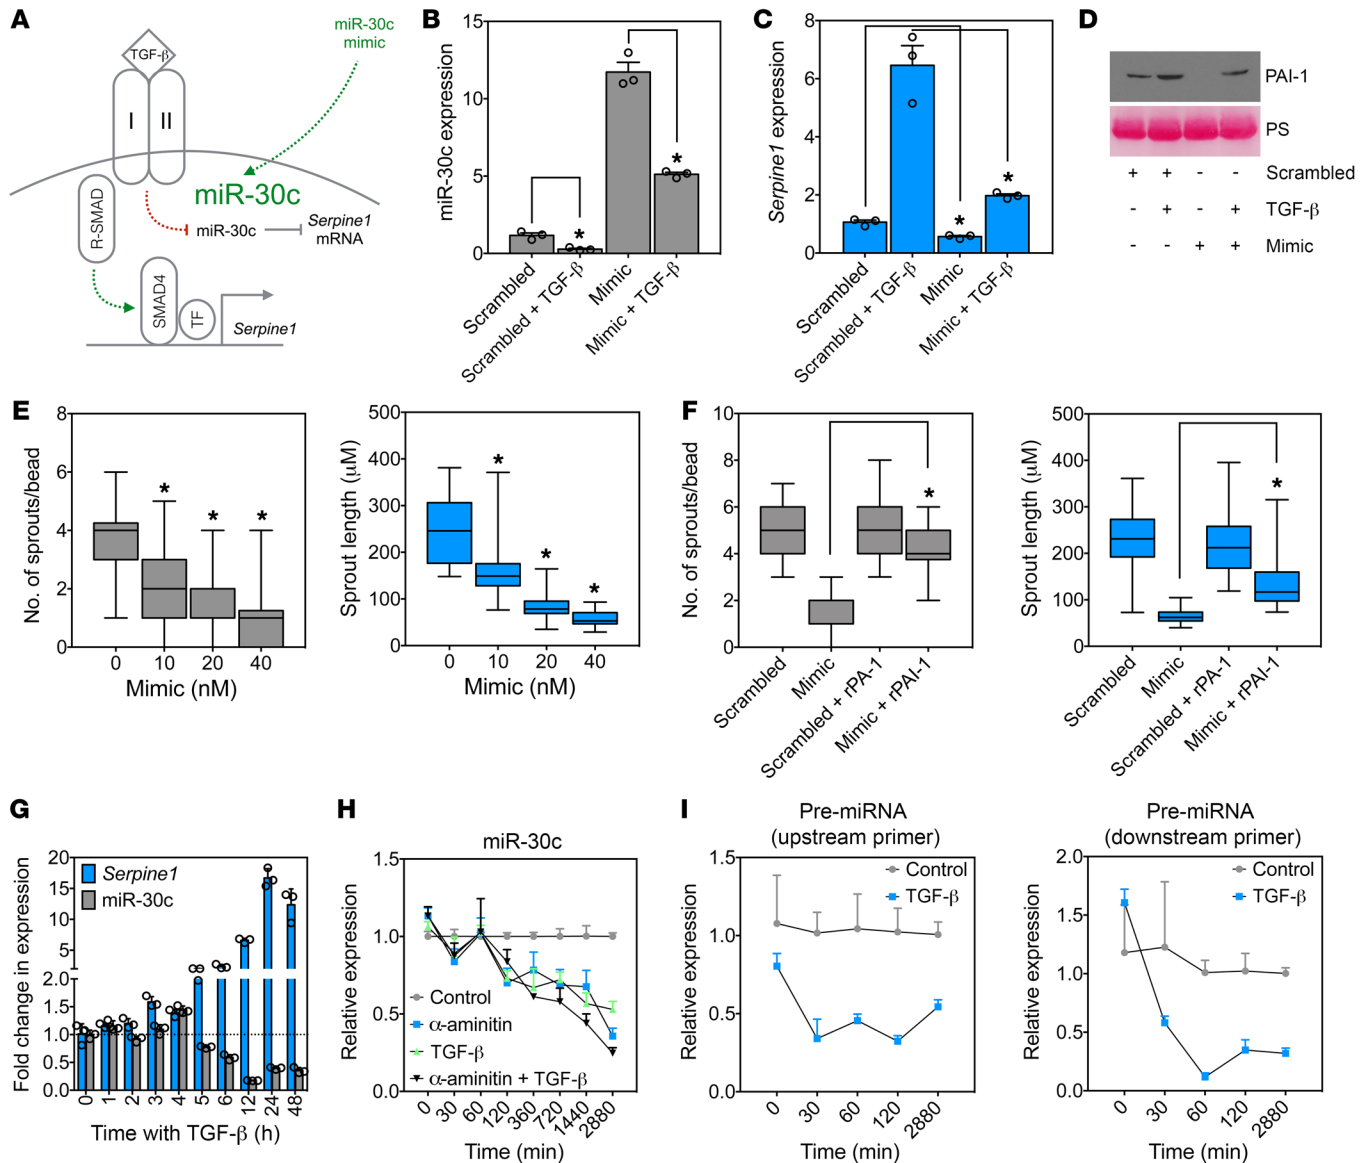 A
TGF-β
I
II
miR-30c
mimic
miR-30c
R-SMAD
miR-30c
Serpine1
mRNA
SMAD4
TF
Serpine1
B
miR-30c expression
15
10
5
0
*
*
Scrambled
Scrambled + TGF-β
Mimic
Mimic + TGF-β
C
Serpine1 expression
8
6
4
2
0
*
*
Scrambled
Scrambled + TGF-β
Mimic
Mimic + TGF-β
D
PAI-1
PS
+ + - - Scrambled
- + - + TGF-β
- - + + Mimic
E
No. of sprouts/bead
8
6
4
2
0
* * *
0 10 20 40
Mimic (nM)
Sprout length (μM)
500
300
200
100
0
* * *
0 10 20 40
Mimic (nM)
F
No. of sprouts/bead
10
8
6
4
2
0
*
Scrambled
Mimic
Scrambled + rPA-1
Mimic + rPAI-1
Sprout length (μM)
500
300
200
100
0
*
Scrambled
Mimic
Scrambled + rPA-1
Mimic + rPAI-1
G
Fold change in expression
20
15
10
5
2.0
1.5
1.0
0.5
0.0
Serpine1
miR-30c
0 1 2 3 4 5 6 12 24 48
Time with TGF-β (h)
H
miR-30c
Relative expression
1.5
1.0
0.5
0.0
Control
α-aminitin
TGF-β
α-aminitin + TGF-β
0 30 60 120 360 720 1440 2880
Time (min)
I
Pre-miRNA
(upstream primer)
Relative expression
1.5
1.0
0.5
0.0
Control
TGF-β
0 30 60 120 2880
Time (min)
Pre-miRNA
(downstream primer)
Relative expression
2.0
1.5
1.0
0.5
0.0
Control
TGF-β
0 30 60 120 2880
Time (min)